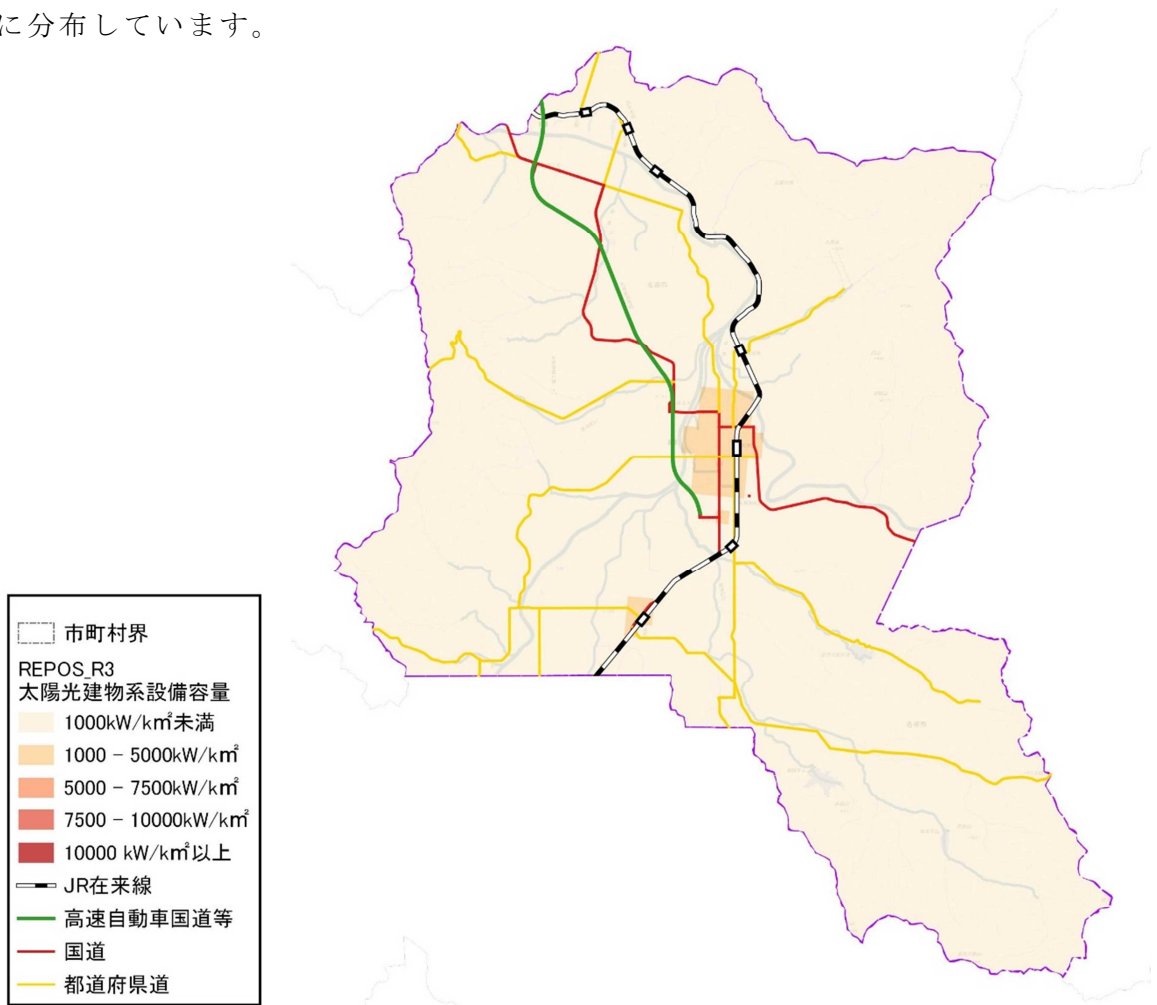 に分布しています。
市町村界
REPOS_R3
太陽光建物系設備容量
1000kW/k㎡未満
1000 – 5000kW/k㎡
5000 – 7500kW/k㎡
7500 – 10000kW/k㎡
10000 kW/k㎡以上
JR在来線
高速自動車国道等
国道
都道府県道